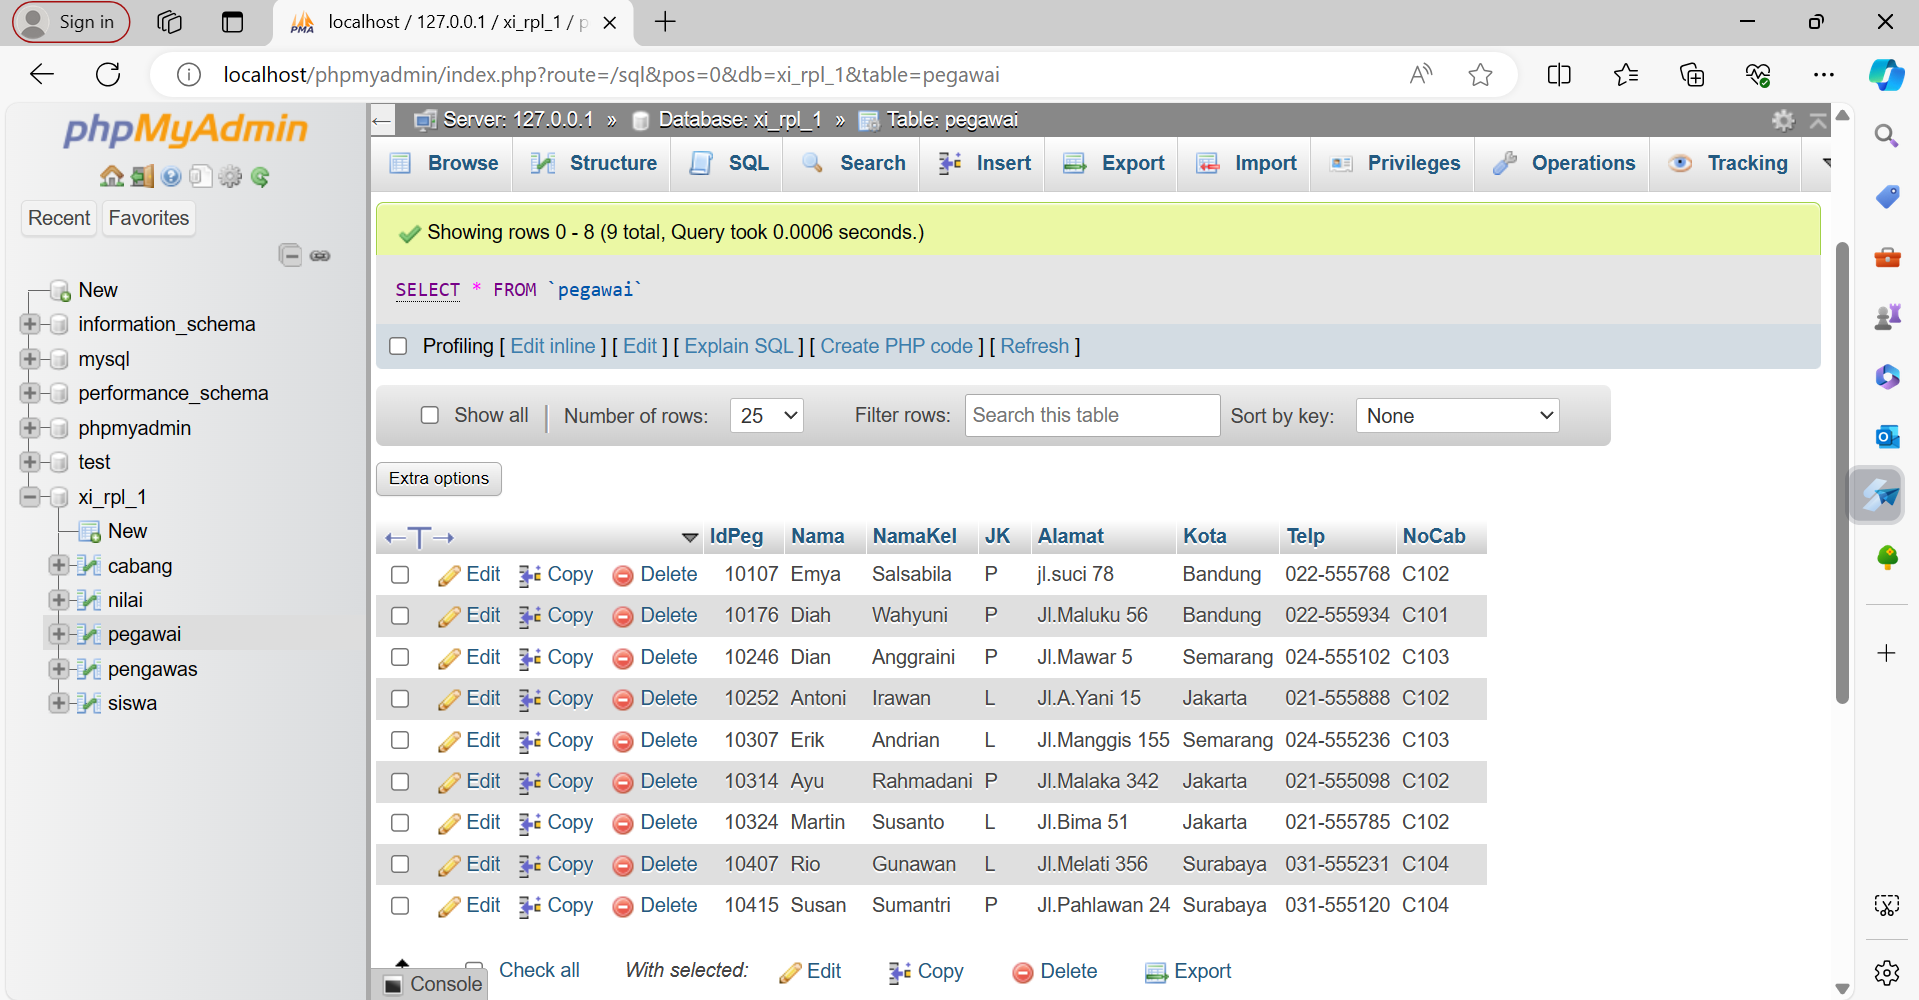 Sign in
localhost / 127.0.0.1 / xi_rpl_1 / p
localhost/phpmyadmin/index.php?route=/sql&pos=0&db=xi_rpl_1&table=pegawai
phpMyAdmin
Recent Favorites
New
information_schema
mysql
performance_schema
phpmyadmin
test
xi_rpl_1
New
cabang
nilai
pegawai
pengawas
siswa
Server: 127.0.0.1 » Database: xi_rpl_1 » Table: pegawai
Browse Structure SQL Search Insert Export Import Privileges Operations Tracking
Showing rows 0 - 8 (9 total, Query took 0.0006 seconds.)
SELECT * FROM `pegawai`
Profiling [ Edit inline ] [ Edit ] [ Explain SQL ] [ Create PHP code ] [ Refresh ]
Show all Number of rows: 25 Filter rows: Search this table Sort by key: None
Extra options
IdPeg Nama NamaKel JK Alamat Kota Telp NoCab
Edit Copy Delete 10107 Emya Salsabila P jl.suci 78 Bandung 022-555768 C102
Edit Copy Delete 10176 Diah Wahyuni P Jl.Maluku 56 Bandung 022-555934 C101
Edit Copy Delete 10246 Dian Anggraini P Jl.Mawar 5 Semarang 024-555102 C103
Edit Copy Delete 10252 Antoni Irawan L Jl.A.Yani 15 Jakarta 021-555888 C102
Edit Copy Delete 10307 Erik Andrian L Jl.Manggis 155 Semarang 024-555236 C103
Edit Copy Delete 10314 Ayu Rahmadani P Jl.Malaka 342 Jakarta 021-555098 C102
Edit Copy Delete 10324 Martin Susanto L Jl.Bima 51 Jakarta 021-555785 C102
Edit Copy Delete 10407 Rio Gunawan L Jl.Melati 356 Surabaya 031-555231 C104
Edit Copy Delete 10415 Susan Sumantri P Jl.Pahlawan 24 Surabaya 031-555120 C104
Check all With selected: Edit Copy Delete Export
Console